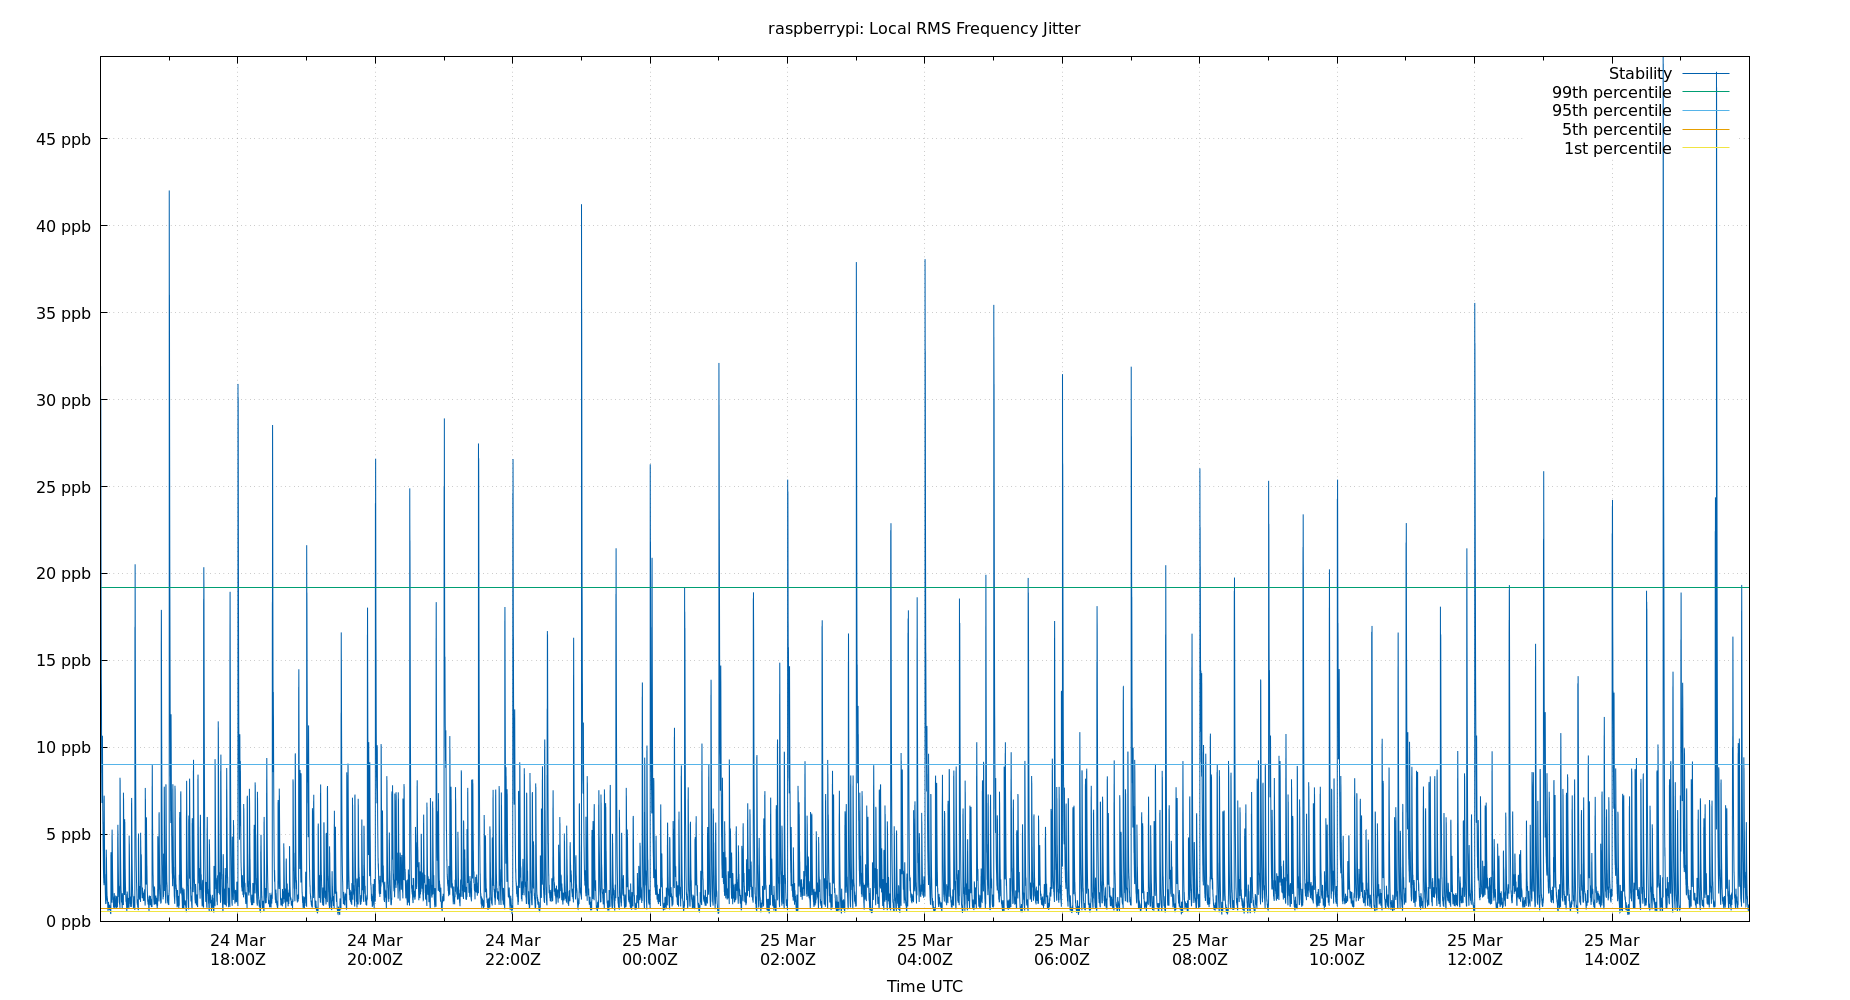 raspberrypi: Local RMS Frequency Jitter
Stability
99th percentile
95th percentile
5th percentile
1st percentile
45 ppb
40 ppb
35 ppb
30 ppb
25 ppb
20 ppb
15 ppb
10 ppb
5 ppb
0 ppb
24 Mar 24 Mar 24 Mar 25 Mar 25 Mar 25 Mar 25 Mar 25 Mar 25 Mar 25 Mar 25 Mar
18:00Z 20:00Z 22:00Z 00:00Z 02:00Z 04:00Z 06:00Z 08:00Z 10:00Z 12:00Z 14:00Z
Time UTC